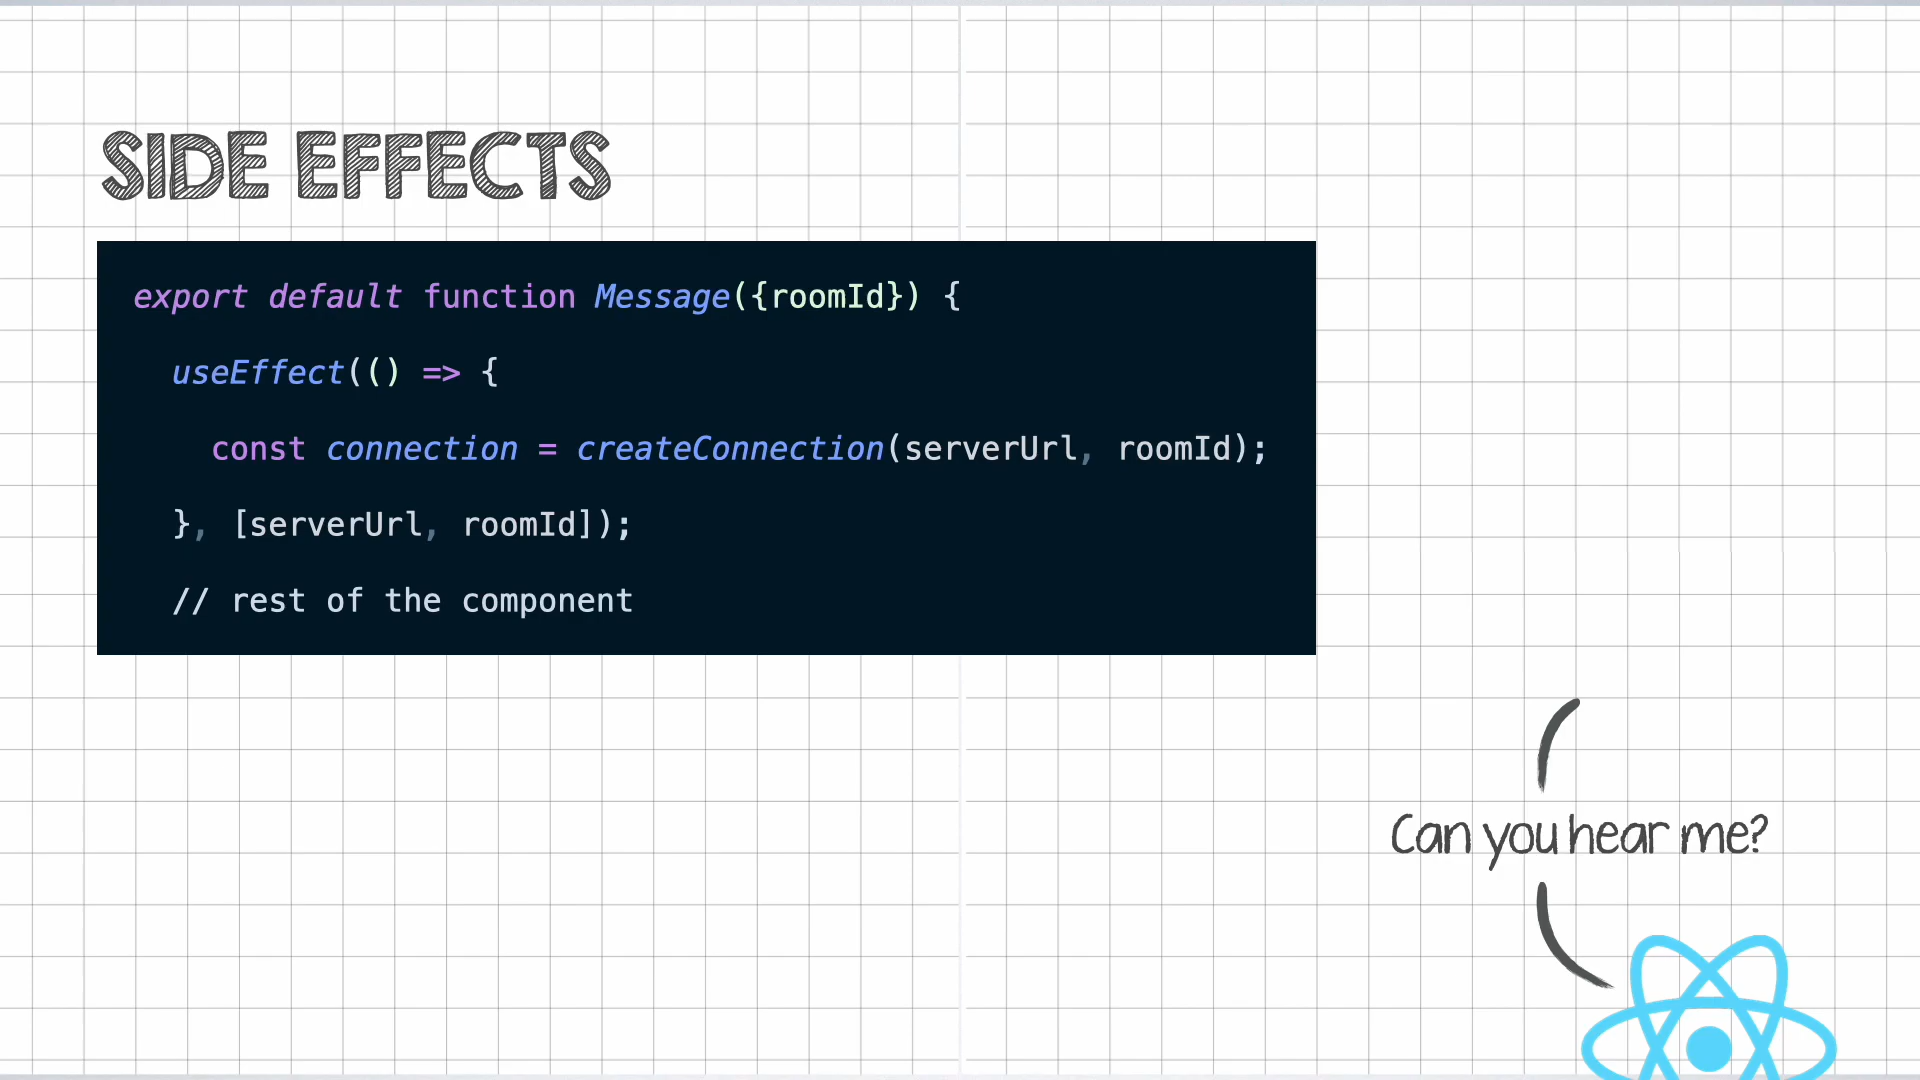 SIDE EFFECTS
export default function Message({roomId}) {
useEffect(() => {
const connection = createConnection(serverUrl, roomId);
}, [serverUrl, roomId]);
// rest of the component
Can you hear me?